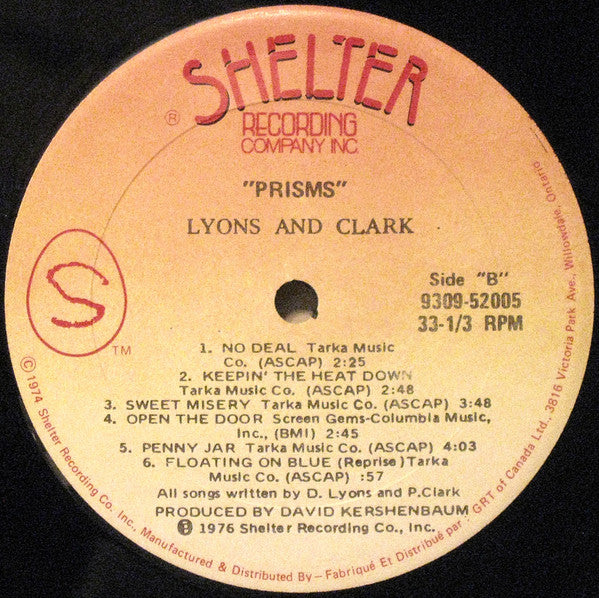 SHELTER
®
RECORDING
COMPANY INC.
"PRISMS"
LYONS AND CLARK
S
TM
Side "B"
9309-52005
33-1/3 RPM
1. NO DEAL Tarka Music
Co. (ASCAP) 2:25
2. KEEPIN' THE HEAT DOWN
Tarka Music Co. (ASCAP) 2:48
3. SWEET MISERY Tarka Music Co. (ASCAP) 3:48
4. OPEN THE DOOR Screen Gems-Columbia Music,
Inc., (BMI) 2:45
5. PENNY JAR Tarka Music Co. (ASCAP) 4:03
6. FLOATING ON BLUE (Reprise) Tarka
Music Co. (ASCAP) :57
All songs written by D. Lyons and P.Clark
PRODUCED BY DAVID KERSHENBAUM
℗ 1976 Shelter Recording Co., Inc.
© 1974 Shelter Recording Co., Inc., Manufactured & Distributed By – Fabriqué Et Distribué par : GRT of Canada Ltd., 3816 Victoria Park Ave., Willowdale, Ontario